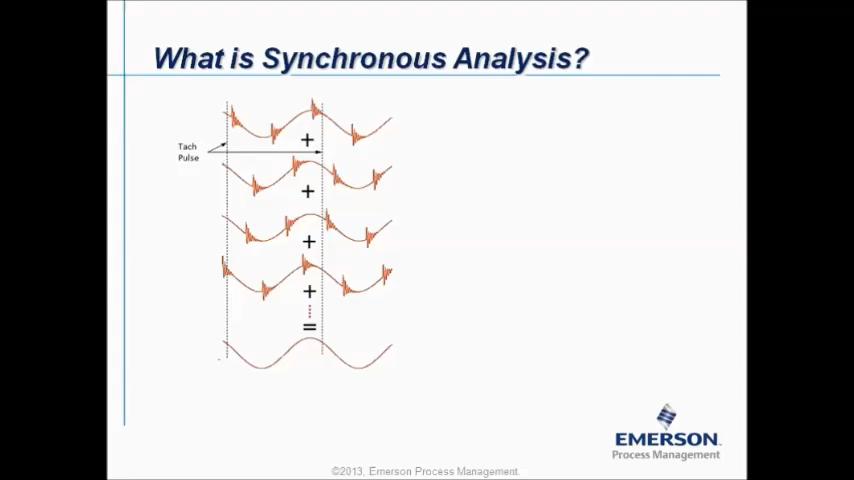 What is Synchronous Analysis?
Tach
Pulse
+
+
+
+
=
EMERSON
Process Management
©2013, Emerson Process Management.